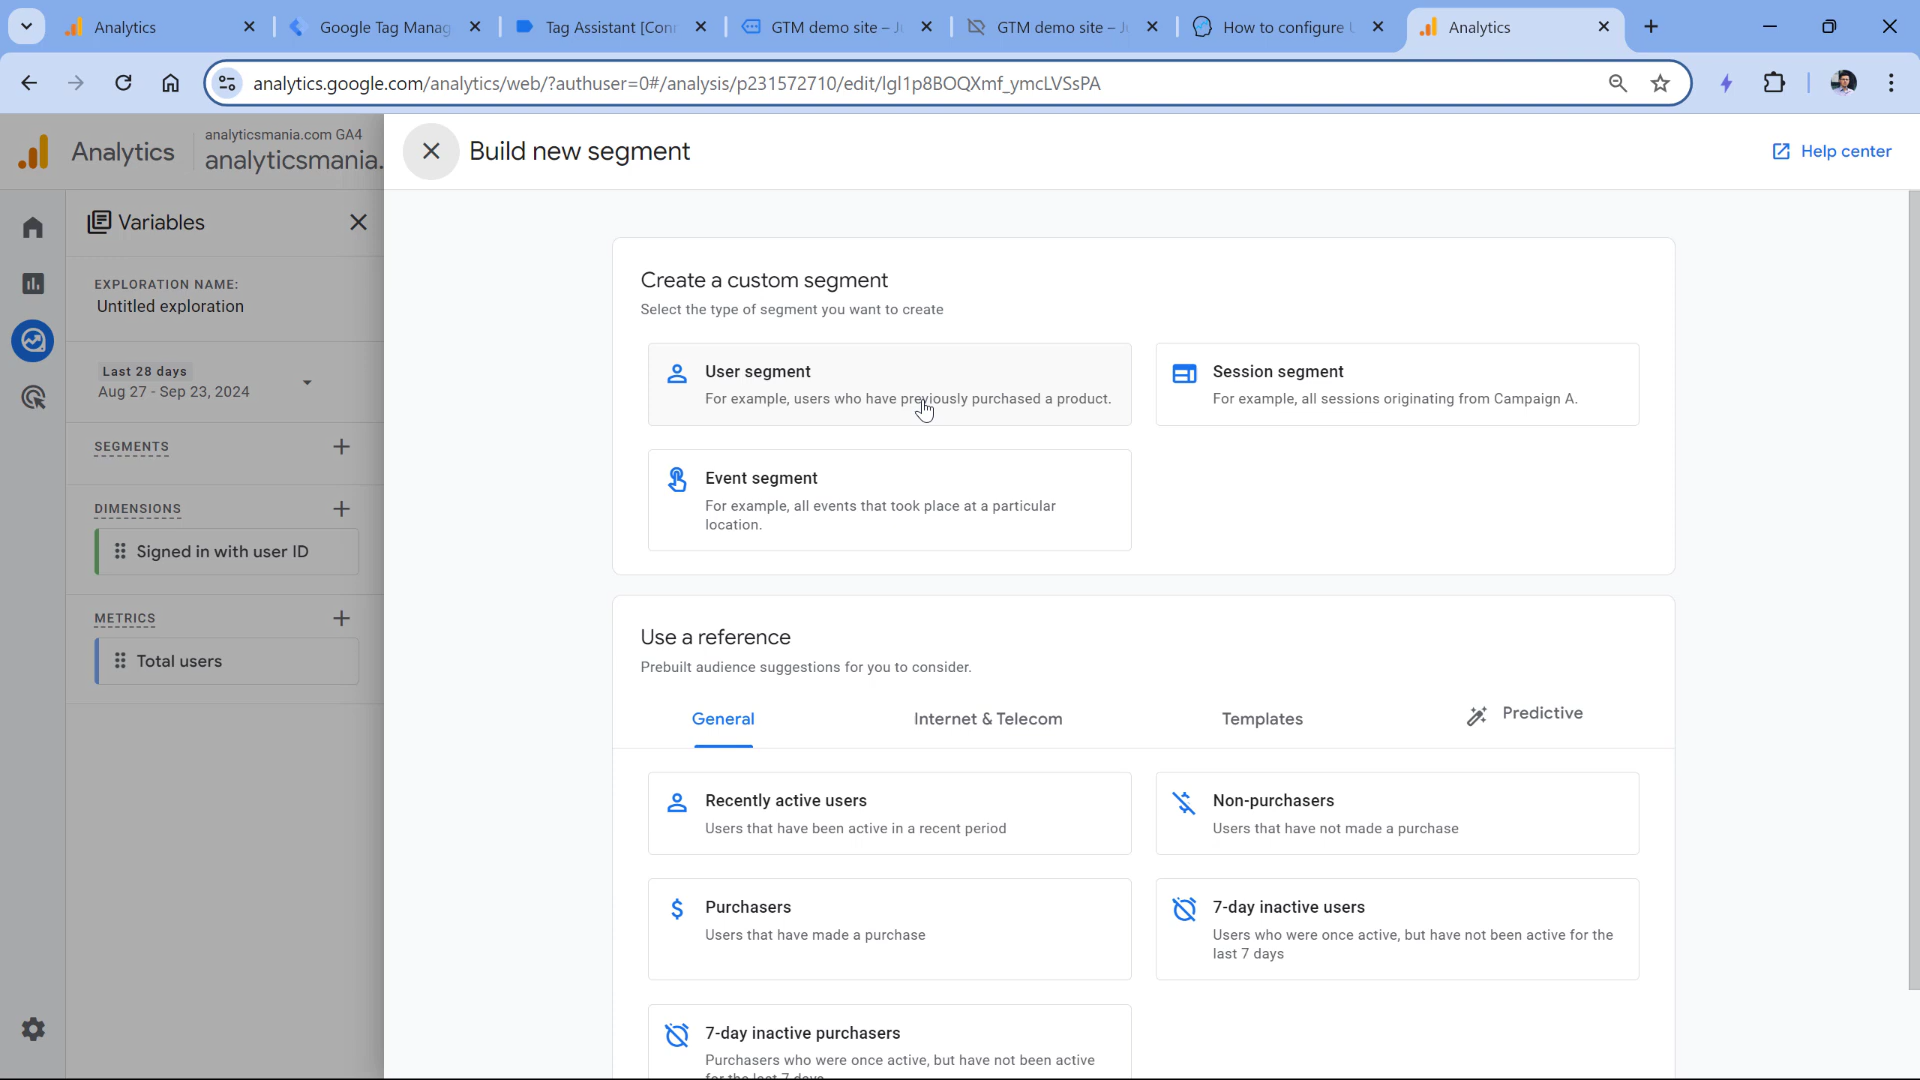 Analytics
Google Tag Manag
Tag Assistant [Conn
GTM demo site – Ju
GTM demo site – Ju
How to configure U
Analytics
analytics.google.com/analytics/web/?authuser=0#/analysis/p231572710/edit/lgl1p8BOQXmf_ymcLVSsPA
Analytics
analyticsmania.com GA4
analyticsmania.
Build new segment
Help center
Variables
EXPLORATION NAME:
Untitled exploration
Last 28 days
Aug 27 - Sep 23, 2024
SEGMENTS
DIMENSIONS
Signed in with user ID
METRICS
Total users
Create a custom segment
Select the type of segment you want to create
User segment
For example, users who have previously purchased a product.
Session segment
For example, all sessions originating from Campaign A.
Event segment
For example, all events that took place at a particular
location.
Use a reference
Prebuilt audience suggestions for you to consider.
General
Internet & Telecom
Templates
Predictive
Recently active users
Users that have been active in a recent period
Non-purchasers
Users that have not made a purchase
Purchasers
Users that have made a purchase
7-day inactive users
Users who were once active, but have not been active for the
last 7 days
7-day inactive purchasers
Purchasers who were once active, but have not been active
for the last 7 days